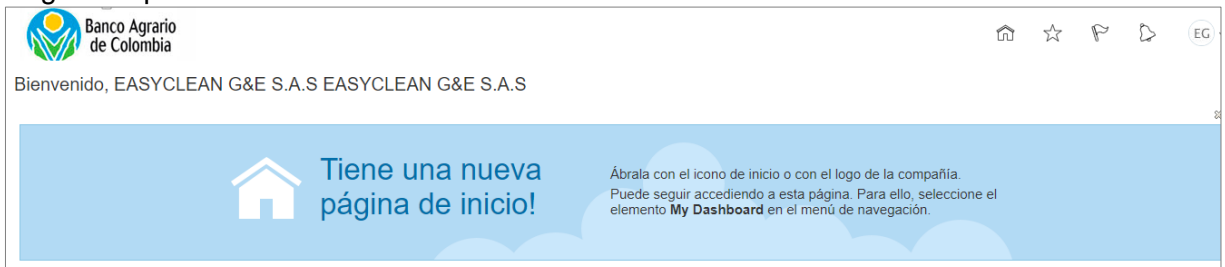 Banco Agrario
de Colombia
EG
Bienvenido, EASYCLEAN G&E S.A.S EASYCLEAN G&E S.A.S
Tiene una nueva
página de inicio!
Ábrala con el icono de inicio o con el logo de la compañía.
Puede seguir accediendo a esta página. Para ello, seleccione el
elemento My Dashboard en el menú de navegación.